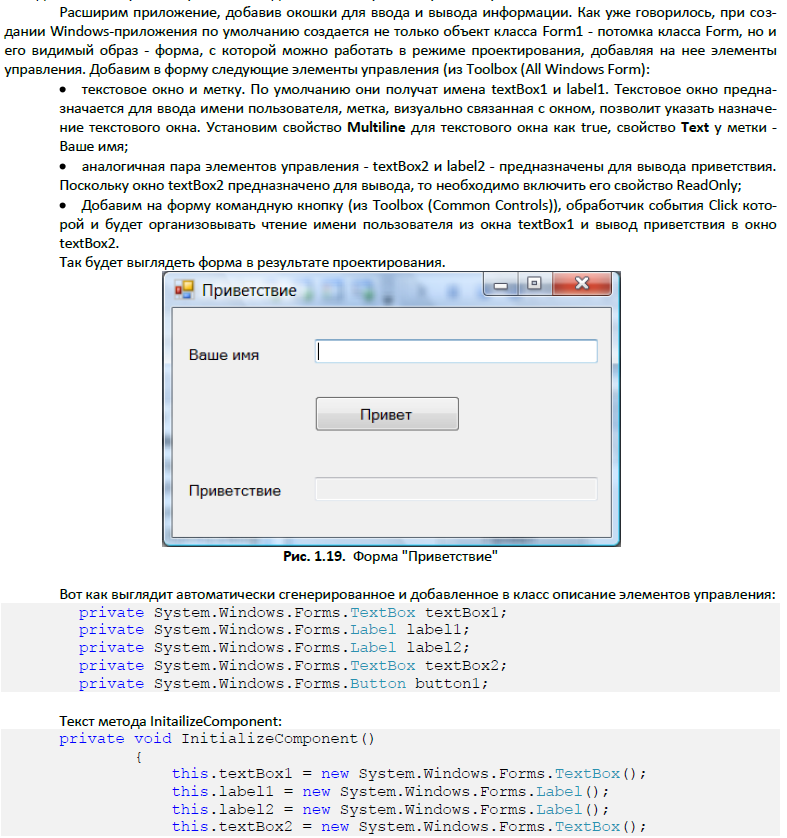 Расширим приложение, добавив окошки для ввода и вывода информации. Как уже говорилось, при соз-
дании Windows-приложения по умолчанию создается не только объект класса Form1 - потомка класса Form, но и
его видимый образ - форма, с которой можно работать в режиме проектирования, добавляя на нее элементы
управления. Добавим в форму следующие элементы управления (из Toolbox (All Windows Form):
• текстовое окно и метку. По умолчанию они получат имена textBox1 и label1. Текстовое окно предна-
значается для ввода имени пользователя, метка, визуально связанная с окном, позволит указать назначе-
ние текстового окна. Установим свойство Multiline для текстового окна как true, свойство Text у метки -
Ваше имя;
• аналогичная пара элементов управления - textBox2 и label2 - предназначены для вывода приветствия.
Поскольку окно textBox2 предназначено для вывода, то необходимо включить его свойство ReadOnly;
• Добавим на форму командную кнопку (из Toolbox (Common Controls)), обработчик события Click кото-
рой и будет организовывать чтение имени пользователя из окна textBox1 и вывод приветствия в окно
textBox2.
Так будет выглядеть форма в результате проектирования.
Приветствие
Ваше имя
Привет
Приветствие
Рис. 1.19. Форма "Приветствие"
Вот как выглядит автоматически сгенерированное и добавленное в класс описание элементов управления:
private System.Windows.Forms.TextBox textBox1;
private System.Windows.Forms.Label label1;
private System.Windows.Forms.Label label2;
private System.Windows.Forms.TextBox textBox2;
private System.Windows.Forms.Button button1;
Текст метода InitailizeComponent:
private void InitializeComponent()
{
this.textBox1 = new System.Windows.Forms.TextBox();
this.label1 = new System.Windows.Forms.Label();
this.label2 = new System.Windows.Forms.Label();
this.textBox2 = new System.Windows.Forms.TextBox();